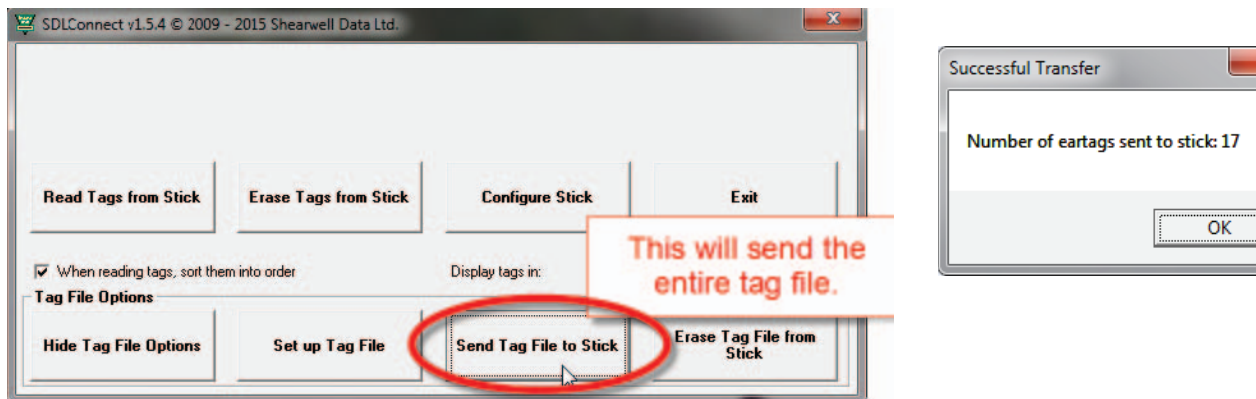 SDLConnect v1.5.4 © 2009 - 2015 Shearwell Data Ltd.
Read Tags from Stick
Erase Tags from Stick
Configure Stick
Exit
When reading tags, sort them into order
Display tags in:
This will send the
entire tag file.
Tag File Options
Hide Tag File Options
Set up Tag File
Send Tag File to Stick
Erase Tag File from
Stick
Successful Transfer
Number of eartags sent to stick: 17
OK